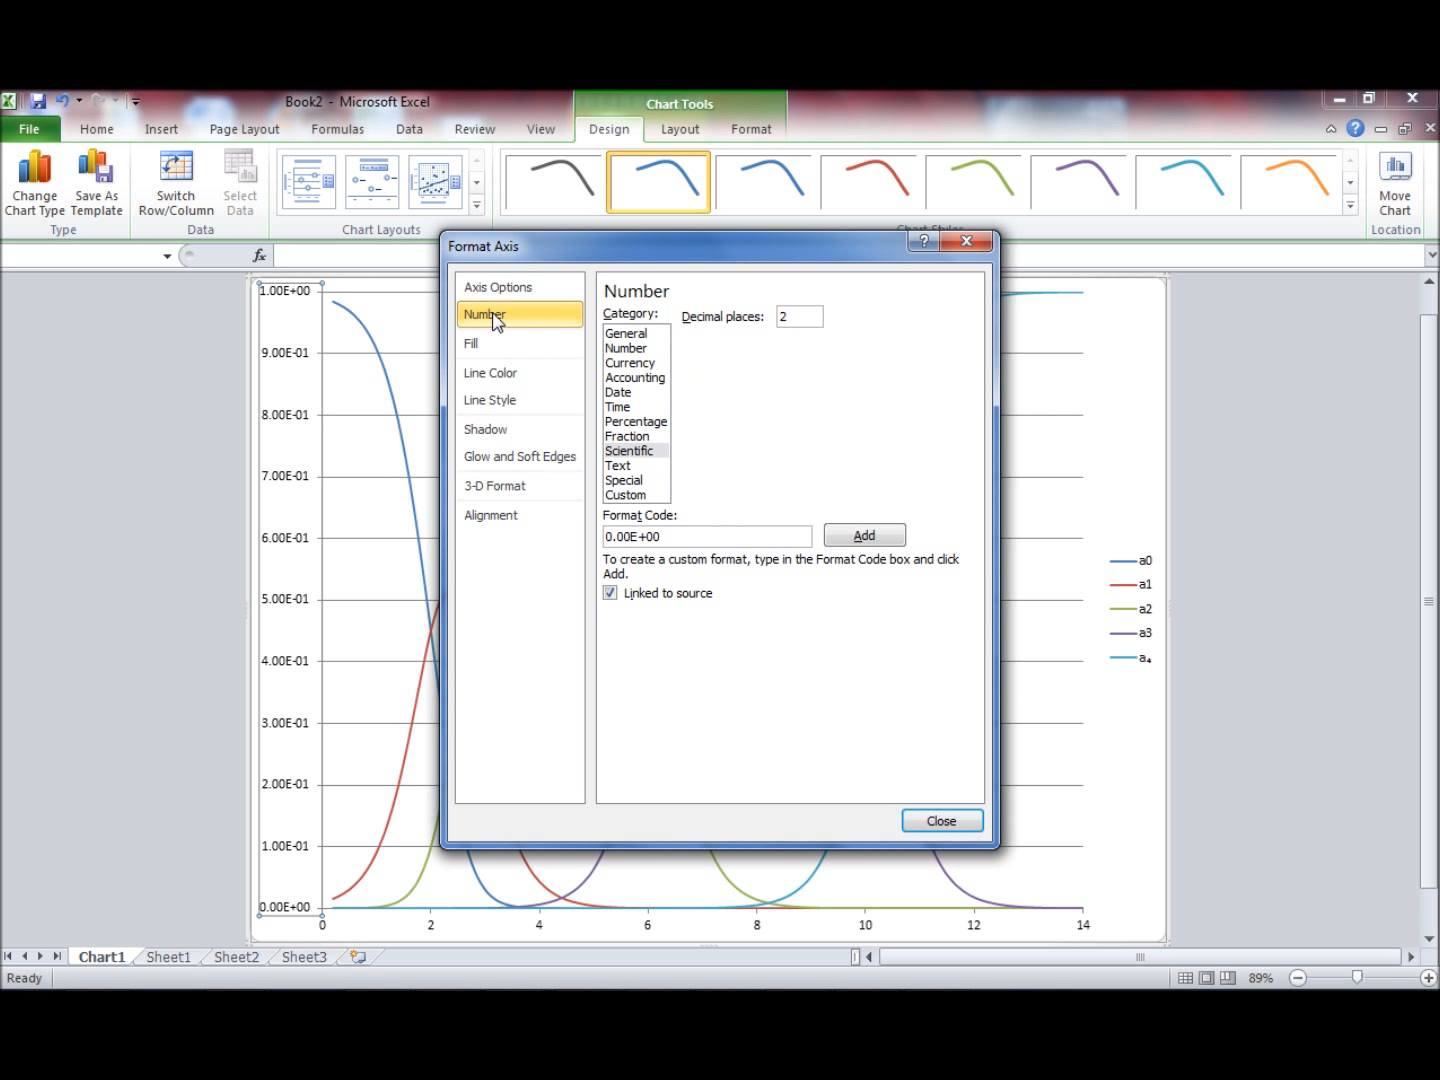 Book2 - Microsoft Excel
Chart Tools
File Home Insert Page Layout Formulas Data Review View Design Layout Format
Change Chart Type
Save As Template
Switch Row/Column
Select Data
Move Chart
Type Data Chart Layouts Location
fx
Format Axis
Axis Options
Number
Fill
Line Color
Line Style
Shadow
Glow and Soft Edges
3-D Format
Alignment
Number
Category:
Decimal places: 2
General
Number
Currency
Accounting
Date
Time
Percentage
Fraction
Scientific
Text
Special
Custom
Format Code:
0.00E+00
Add
To create a custom format, type in the Format Code box and click
Add.
Linked to source
Close
1.00E+00
9.00E-01
8.00E-01
7.00E-01
6.00E-01
5.00E-01
4.00E-01
3.00E-01
2.00E-01
1.00E-01
0.00E+00
0 2 4 6 8 10 12 14
a0
a1
a2
a3
a₄
Chart1 Sheet1 Sheet2 Sheet3
Ready
89%